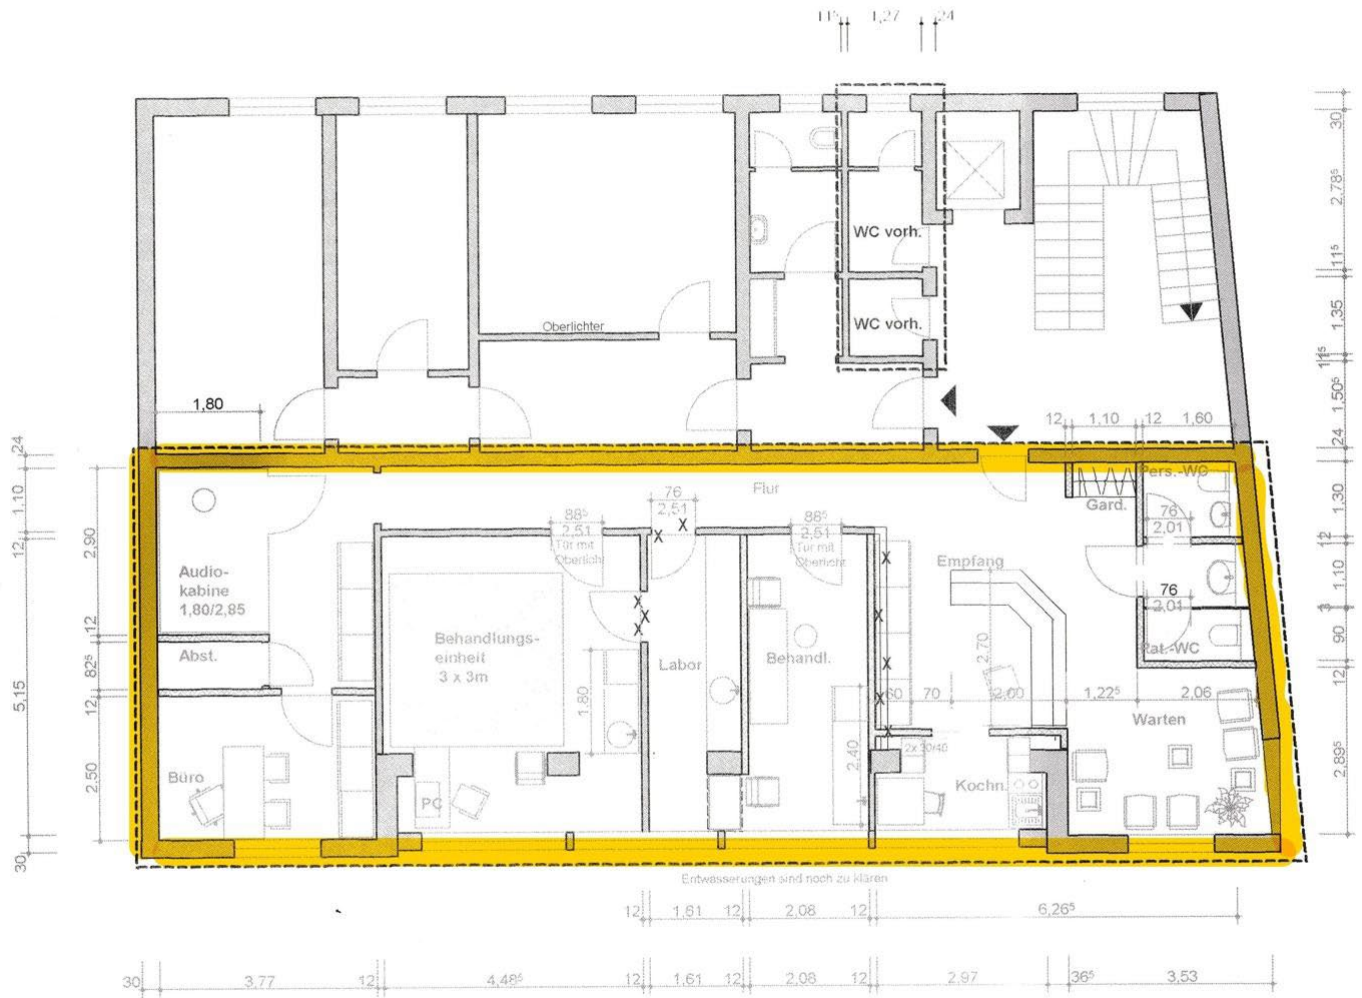 11⁵ 1,27 24
30
2,78⁵
WC vorh.
11⁵
Oberlichter
WC vorh.
1,35
11⁵
1,80
1,50⁵
12 1,10 12 1,60
24
24
Flur
Pers.-WC
76
2,51
Gard.
1,10
88⁵
2,51
Tür mit
Oberlicht
88⁵
2,51
Tür mit
Oberlicht
76
2,01
1,30
12
2,90
12
Empfang
Audio-
kabine
1,80/2,85
76
2,01
1,10
12
Behandlungs-
einheit
3 x 3m
Labor
Behandl.
2,70
Pat.-WC
90
Abst.
82⁵
12
12
5,15
1,80
60 70 2,00 1,22⁵ 2,06
Warten
2x 30/40
2,40
2,89⁵
2,50
Büro
PC
Kochn.
30
Entwässerungen sind noch zu klären
12 1,61 12 2,08 12 6,26⁵
30 3,77 12 4,48⁵ 12 1,61 12 2,08 12 2,97 36⁵ 3,53